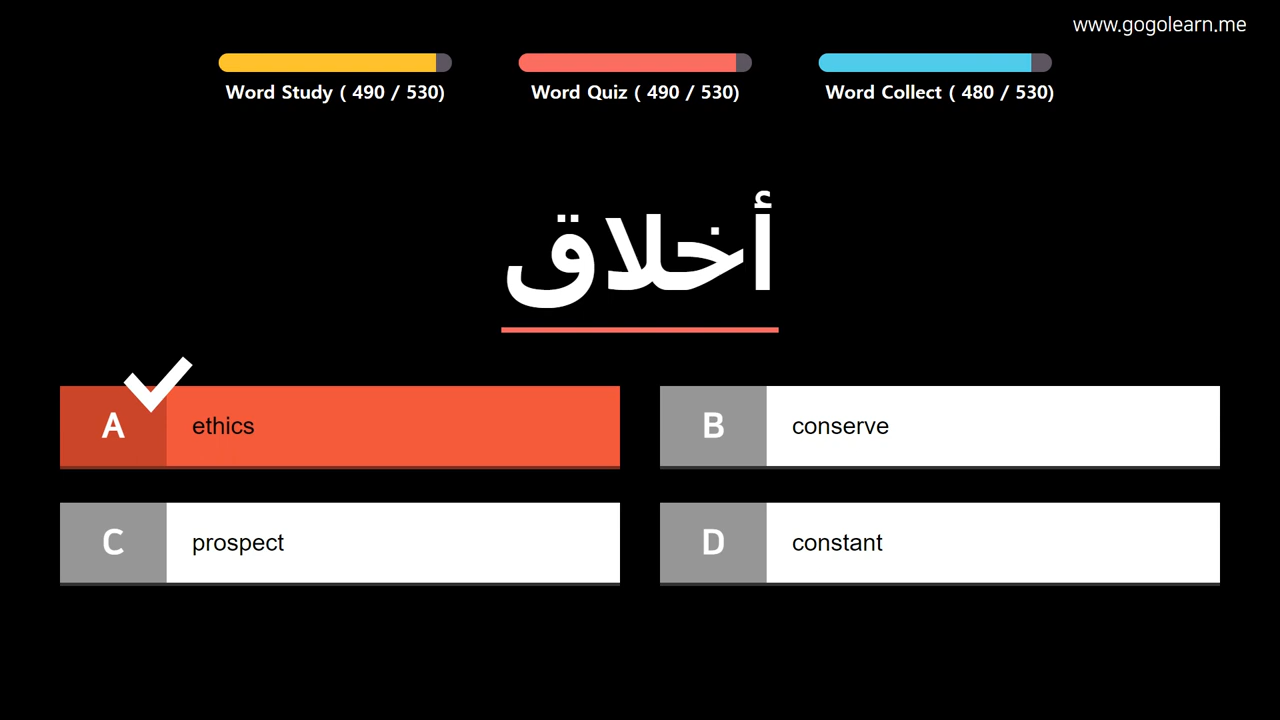 www.gogolearn.me
Word Study ( 490 / 530)
Word Quiz ( 490 / 530)
Word Collect ( 480 / 530)
أخلاق
A ethics
B conserve
C prospect
D constant